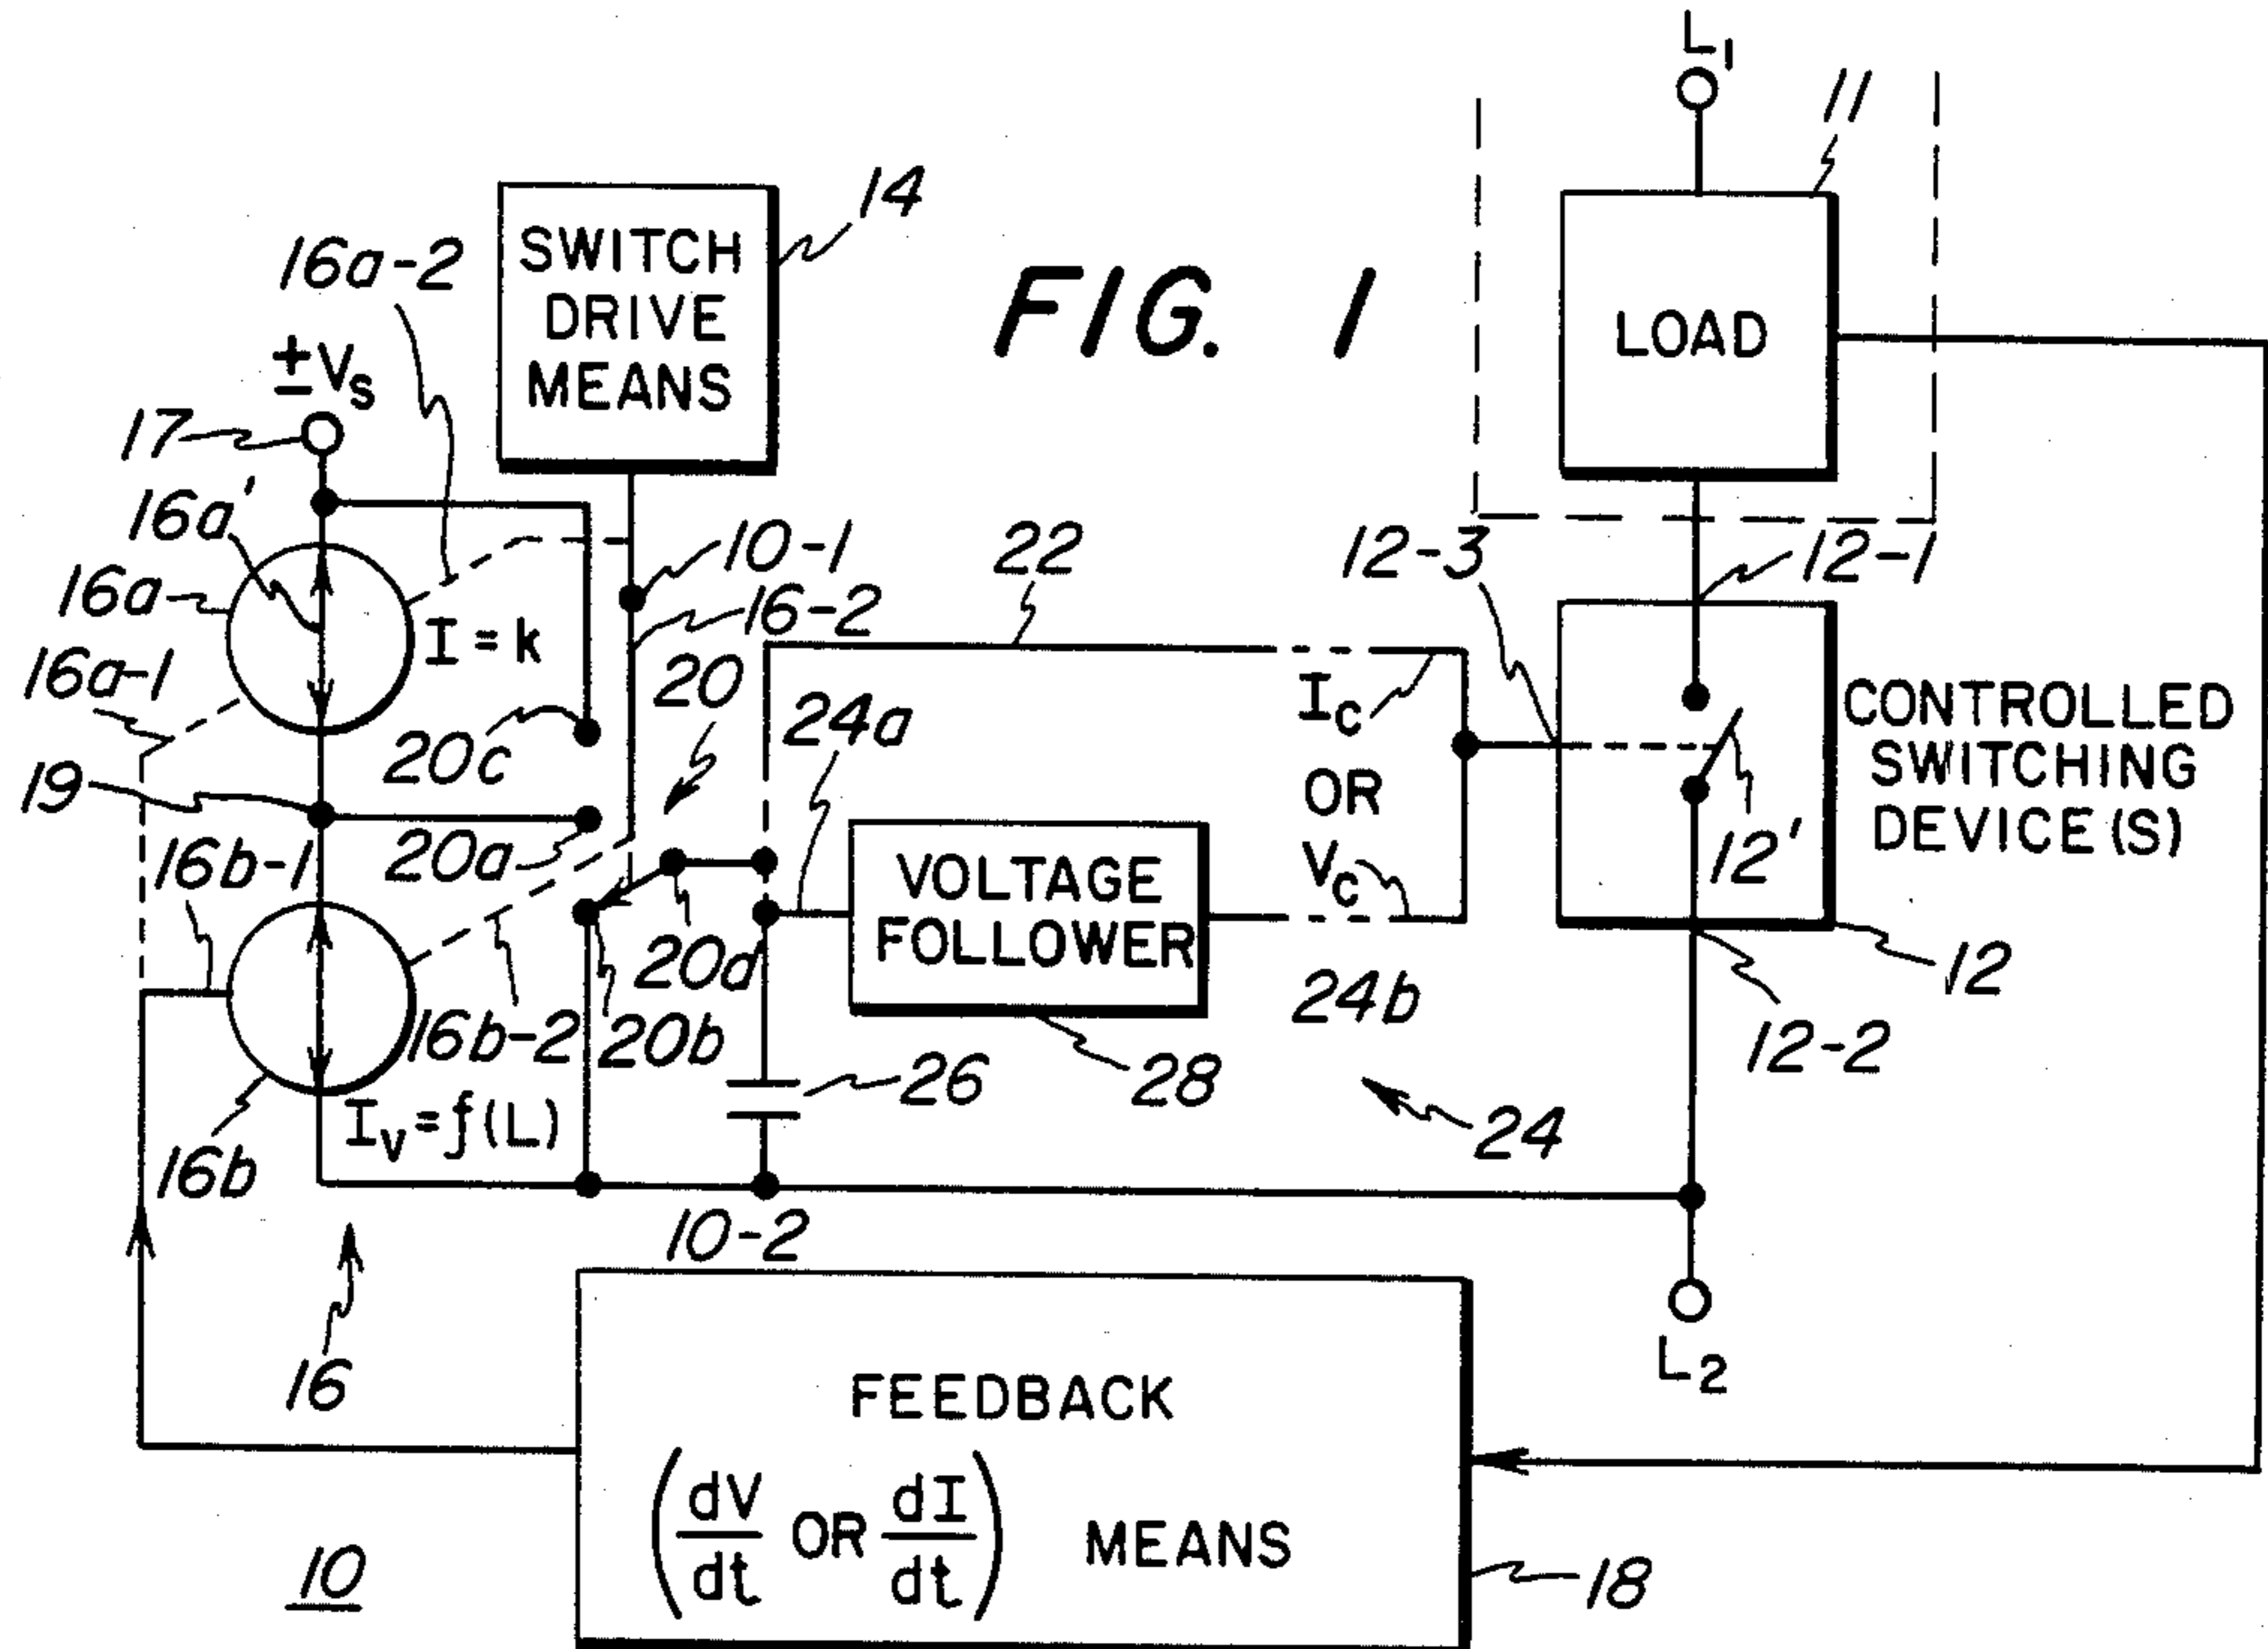 L1
11
14
SWITCH
DRIVE
MEANS
16a-2
FIG. 1
LOAD
±Vs
17
16a'
10-1
22
12-3
12-1
16a
I = k
16-2
16a-1
20
24a
Ic
OR
Vc
CONTROLLED
SWITCHING
DEVICE(S)
20c
19
20a
12'
16b-1
VOLTAGE
FOLLOWER
20d
12
24b
16b-2
20b
12-2
26
28
24
Iv = f(L)
16b
10-2
L2
16
FEEDBACK
(dV/dt OR dI/dt) MEANS
10
18